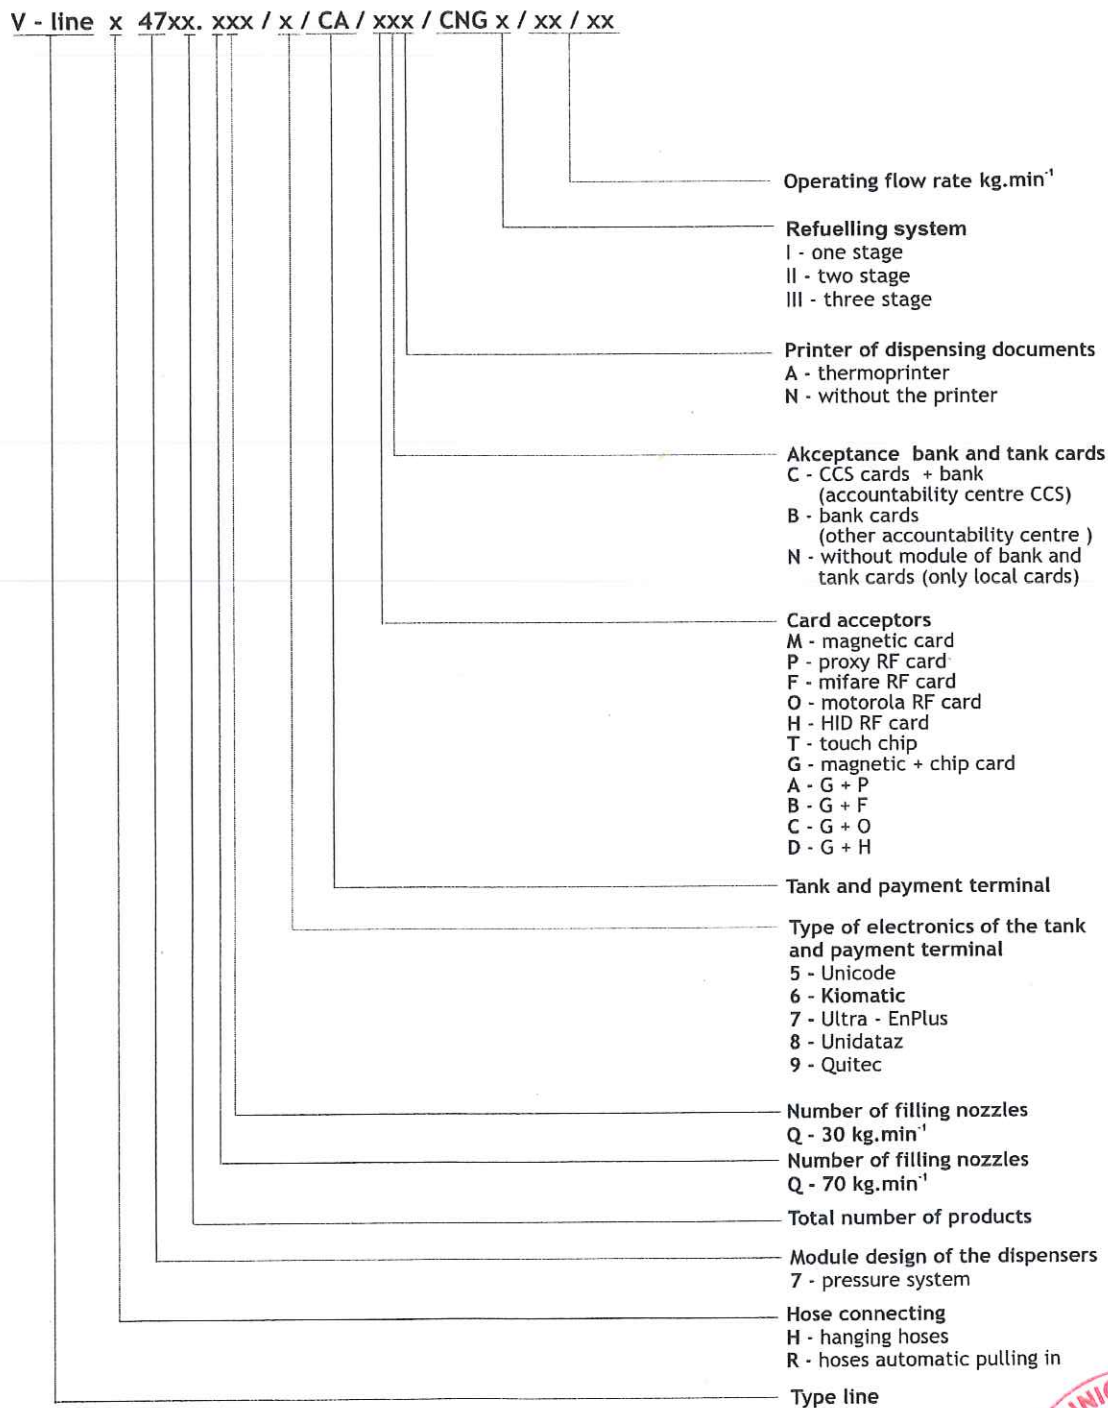 V - line x 47xx. xxx / x / CA / xxx / CNG x / xx / xx
Operating flow rate kg.min⁻¹
Refuelling system
I - one stage
II - two stage
III - three stage
Printer of dispensing documents
A - thermoprinter
N - without the printer
Akceptance bank and tank cards
C - CCS cards + bank
(accountability centre CCS)
B - bank cards
(other accountability centre )
N - without module of bank and
tank cards (only local cards)
Card acceptors
M - magnetic card
P - proxy RF card
F - mifare RF card
O - motorola RF card
H - HID RF card
T - touch chip
G - magnetic + chip card
A - G + P
B - G + F
C - G + O
D - G + H
Tank and payment terminal
Type of electronics of the tank
and payment terminal
5 - Unicode
6 - Kiomatic
7 - Ultra - EnPlus
8 - Unidataz
9 - Quitec
Number of filling nozzles
Q - 30 kg.min⁻¹
Number of filling nozzles
Q - 70 kg.min⁻¹
Total number of products
Module design of the dispensers
7 - pressure system
Hose connecting
H - hanging hoses
R - hoses automatic pulling in
Type line